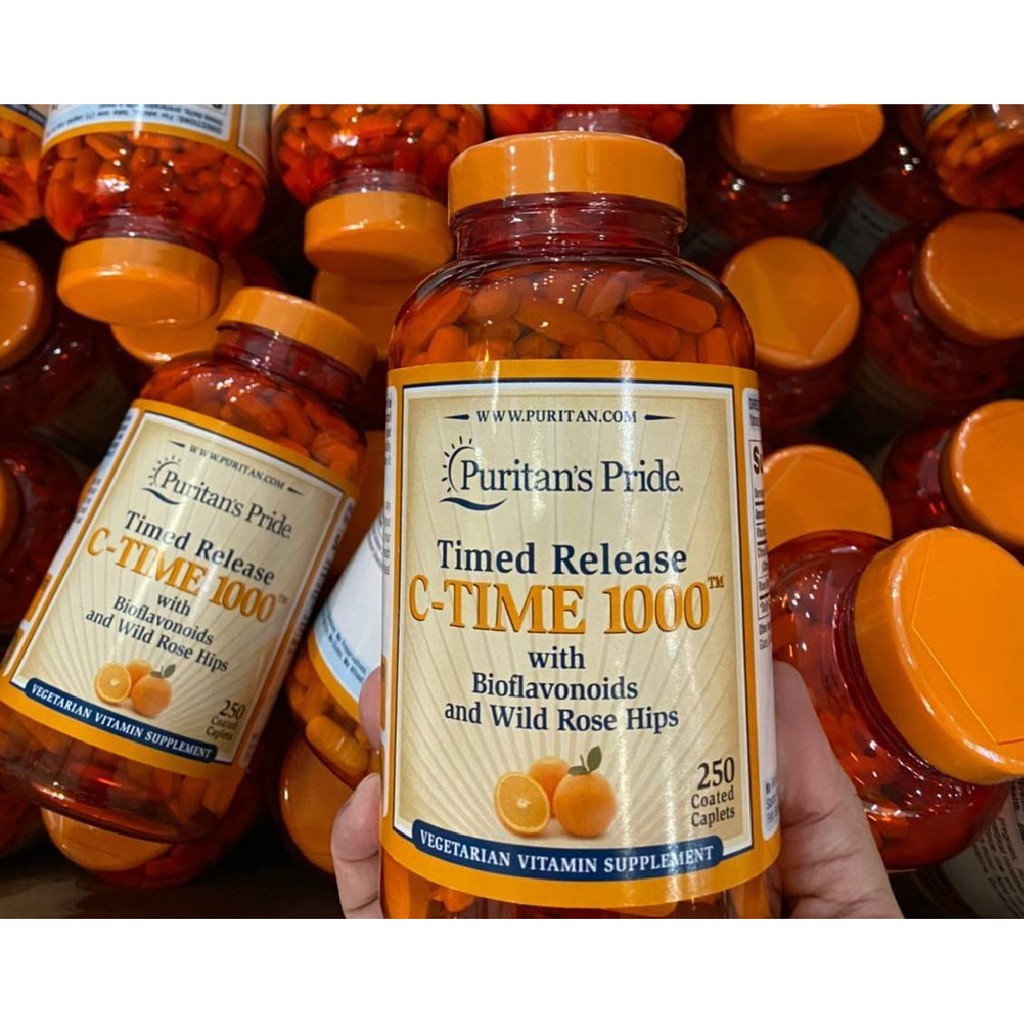 WWW.PURITAN.COM
Puritan's Pride®
Timed Release
C-TIME 1000™
with
Bioflavonoids
and Wild Rose Hips
250
Coated
Caplets
VEGETARIAN VITAMIN SUPPLEMENT
WWW.PURITAN.COM
Puritan's Pride®
Timed Release
C-TIME 1000™
with
Bioflavonoids
and Wild Rose Hips
250
Coated
Caplets
VEGETARIAN VITAMIN SUPPLEMENT